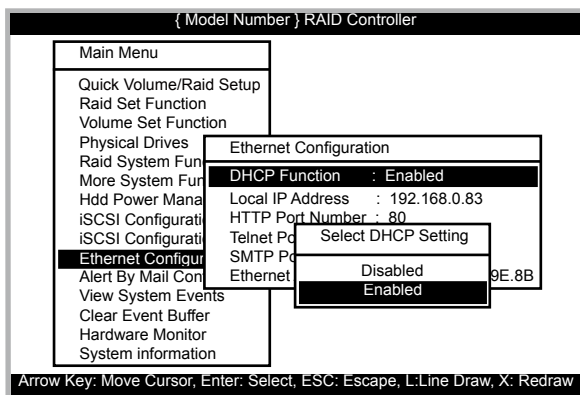 { Model Number } RAID Controller
Main Menu
Quick Volume/Raid Setup
Raid Set Function
Volume Set Function
Physical Drives
Raid System Fun
More System Fun
Hdd Power Mana
iSCSI Configurati
iSCSI Configurati
Ethernet Configur
Alert By Mail Con
View System Events
Clear Event Buffer
Hardware Monitor
System information
Ethernet Configuration
DHCP Function : Enabled
Local IP Address : 192.168.0.83
HTTP Port Number : 80
Telnet Po
SMTP Po
Ethernet 9E.8B
Select DHCP Setting
Disabled
Enabled
Arrow Key: Move Cursor, Enter: Select, ESC: Escape, L:Line Draw, X: Redraw